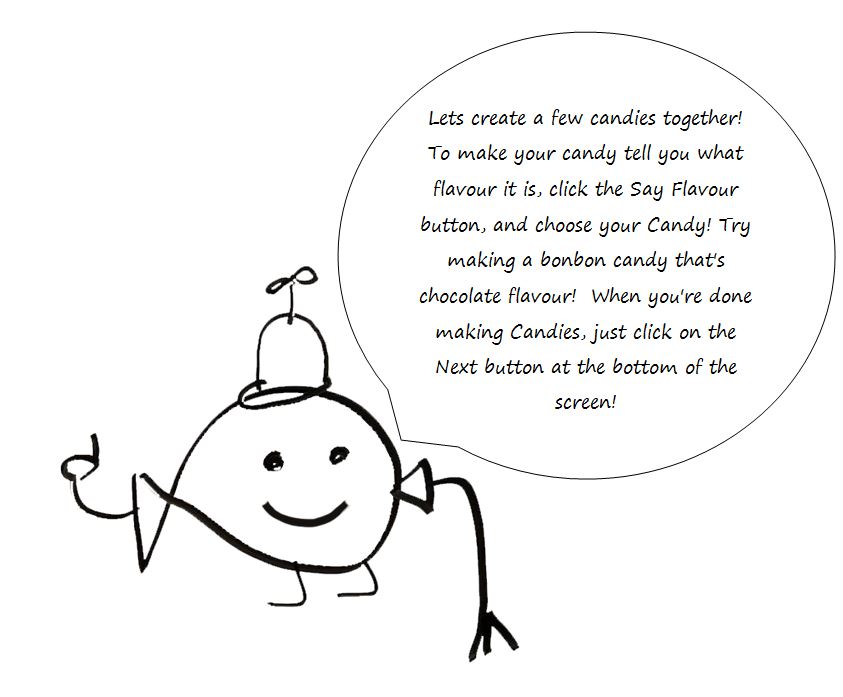 Lets create a few candies together!
To make your candy tell you what
flavour it is, click the Say Flavour
button, and choose your Candy! Try
making a bonbon candy that's
chocolate flavour!  When you're done
making Candies, just click on the
Next button at the bottom of the
screen!